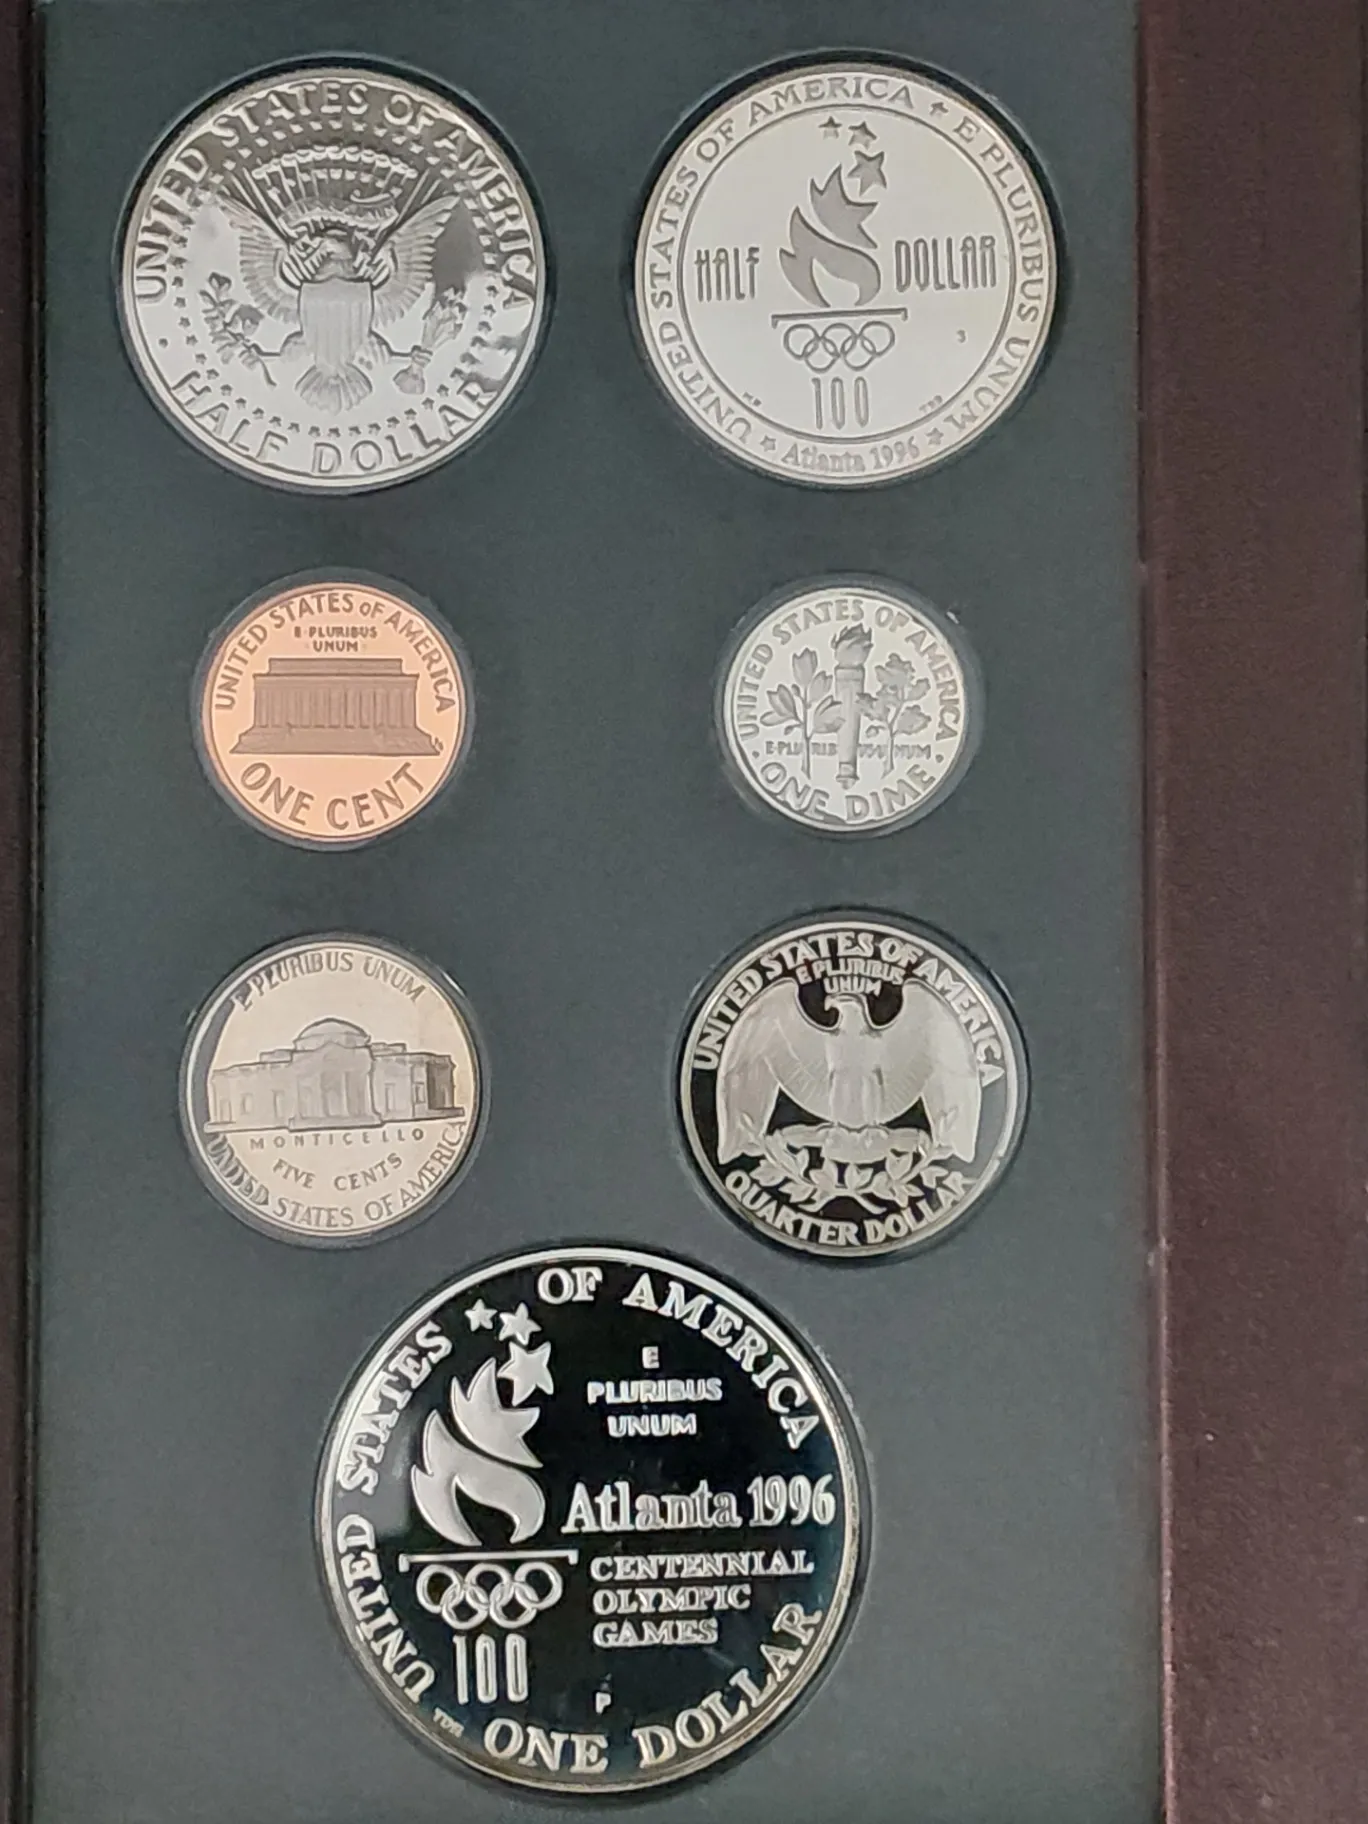 UNITED STATES OF AMERICA
HALF DOLLAR
UNITED STATES OF AMERICA ★ E PLURIBUS UNUM ★
HALF DOLLAR
S
100
Atlanta 1996
UNITED STATES OF AMERICA
E PLURIBUS
UNUM
ONE CENT
UNITED STATES OF AMERICA
E PLURIBUS UNUM
ONE DIME
E PLURIBUS UNUM
MONTICELLO
FIVE CENTS
UNITED STATES OF AMERICA
UNITED STATES OF AMERICA
E PLURIBUS
UNUM
QUARTER DOLLAR
UNITED STATES OF AMERICA
E
PLURIBUS
UNUM
Atlanta 1996
CENTENNIAL
OLYMPIC
GAMES
100
P
ONE DOLLAR